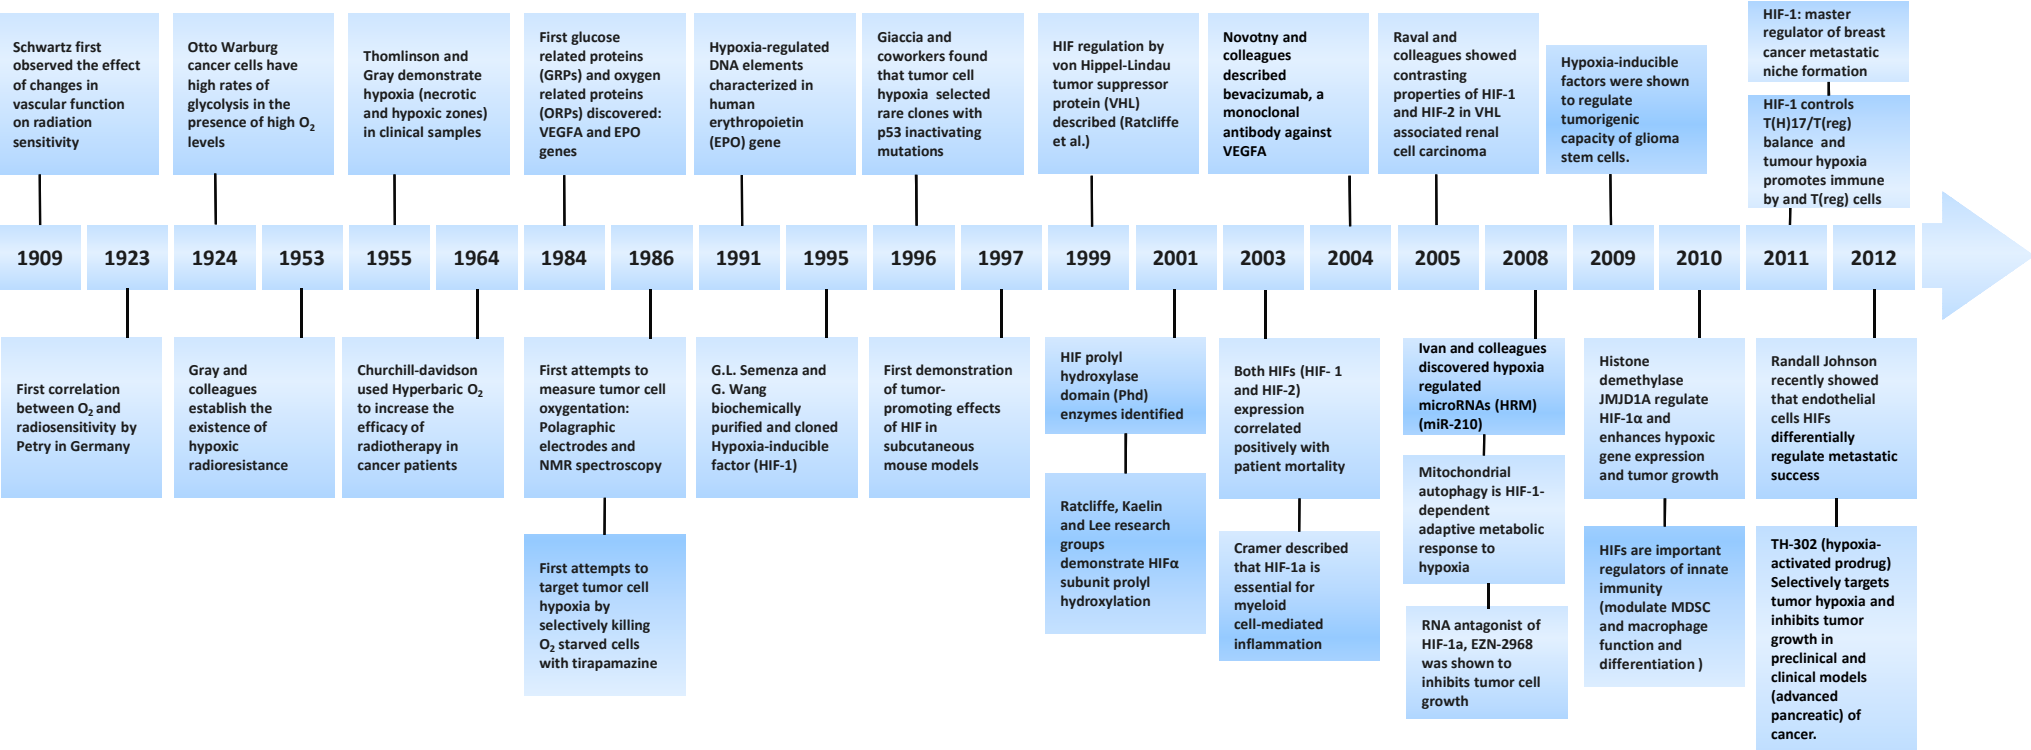 Schwartz first
observed the effect
of changes in
vascular function
on radiation
sensitivity
Otto Warburg
cancer cells have
high rates of
glycolysis in the
presence of high O₂
levels
Thomlinson and
Gray demonstrate
hypoxia (necrotic
and hypoxic zones)
in clinical samples
First glucose
related proteins
(GRPs) and oxygen
related proteins
(ORPs) discovered:
VEGFA and EPO
genes
Hypoxia-regulated
DNA elements
characterized in
human
erythropoietin
(EPO) gene
Giaccia and
coworkers found
that tumor cell
hypoxia selected
rare clones with
p53 inactivating
mutations
HIF regulation by
von Hippel-Lindau
tumor suppressor
protein (VHL)
described (Ratcliffe
et al.)
Novotny and
colleagues
described
bevacizumab, a
monoclonal
antibody against
VEGFA
Raval and
colleagues showed
contrasting
properties of HIF-1
and HIF-2 in VHL
associated renal
cell carcinoma
Hypoxia-inducible
factors were shown
to regulate
tumorigenic
capacity of glioma
stem cells.
HIF-1: master
regulator of breast
cancer metastatic
niche formation
HIF-1 controls
T(H)17/T(reg)
balance and
tumour hypoxia
promotes immune
by and T(reg) cells
1909 1923 1924 1953 1955 1964 1984 1986 1991 1995 1996 1997 1999 2001 2003 2004 2005 2008 2009 2010 2011 2012
First correlation
between O₂ and
radiosensitivity by
Petry in Germany
Gray and
colleagues
establish the
existence of
hypoxic
radioresistance
Churchill-davidson
used Hyperbaric O₂
to increase the
efficacy of
radiotherapy in
cancer patients
First attempts to
measure tumor cell
oxygentation:
Polagraphic
electrodes and
NMR spectroscopy
First attempts to
target tumor cell
hypoxia by
selectively killing
O₂ starved cells
with tirapamazine
G.L. Semenza and
G. Wang
biochemically
purified and cloned
Hypoxia-inducible
factor (HIF-1)
First demonstration
of tumor-
promoting effects
of HIF in
subcutaneous
mouse models
HIF prolyl
hydroxylase
domain (Phd)
enzymes identified
Ratcliffe, Kaelin
and Lee research
groups
demonstrate HIFα
subunit prolyl
hydroxylation
Both HIFs (HIF- 1
and HIF-2)
expression
correlated
positively with
patient mortality
Cramer described
that HIF-1a is
essential for
myeloid
cell-mediated
inflammation
Ivan and colleagues
discovered hypoxia
regulated
microRNAs (HRM)
(miR-210)
Mitochondrial
autophagy is HIF-1-
dependent
adaptive metabolic
response to
hypoxia
RNA antagonist of
HIF-1a, EZN-2968
was shown to
inhibits tumor cell
growth
Histone
demethylase
JMJD1A regulate
HIF-1α and
enhances hypoxic
gene expression
and tumor growth
HIFs are important
regulators of innate
immunity
(modulate MDSC
and macrophage
function and
differentiation )
Randall Johnson
recently showed
that endothelial
cells HIFs
differentially
regulate metastatic
success
TH-302 (hypoxia-
activated prodrug)
Selectively targets
tumor hypoxia and
inhibits tumor
growth in
preclinical and
clinical models
(advanced
pancreatic) of
cancer.